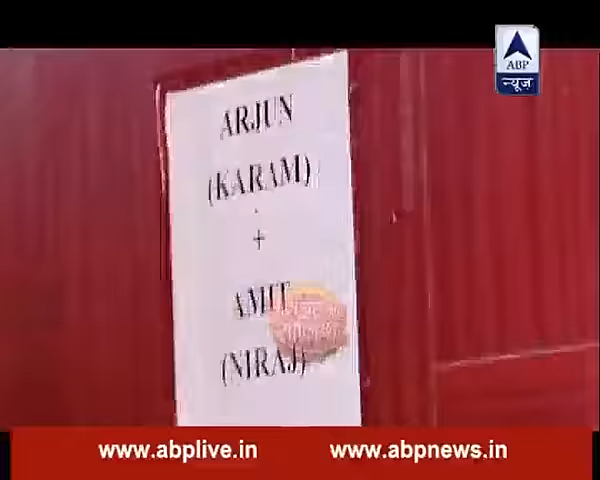 ABP
न्यूज़
ARJUN
(KARAM)
+
AMIT
(NIRAJ)
www.abplive.in
www.abpnews.in